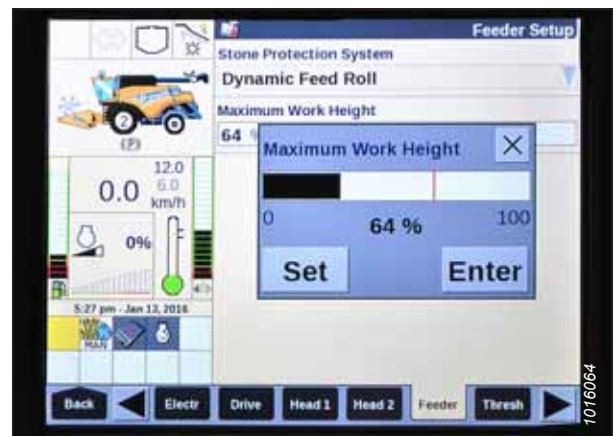 Feeder Setup
Stone Protection System
Dynamic Feed Roll
Maximum Work Height
64 %
Maximum Work Height
0
64 %
100
Set
Enter
2
(P)
0.0
12.0
6.0
km/h
0%
F
5:27 pm - Jan 13, 2016
MAN
Back
Electr
Drive
Head 1
Head 2
Feeder
Thresh
1016064